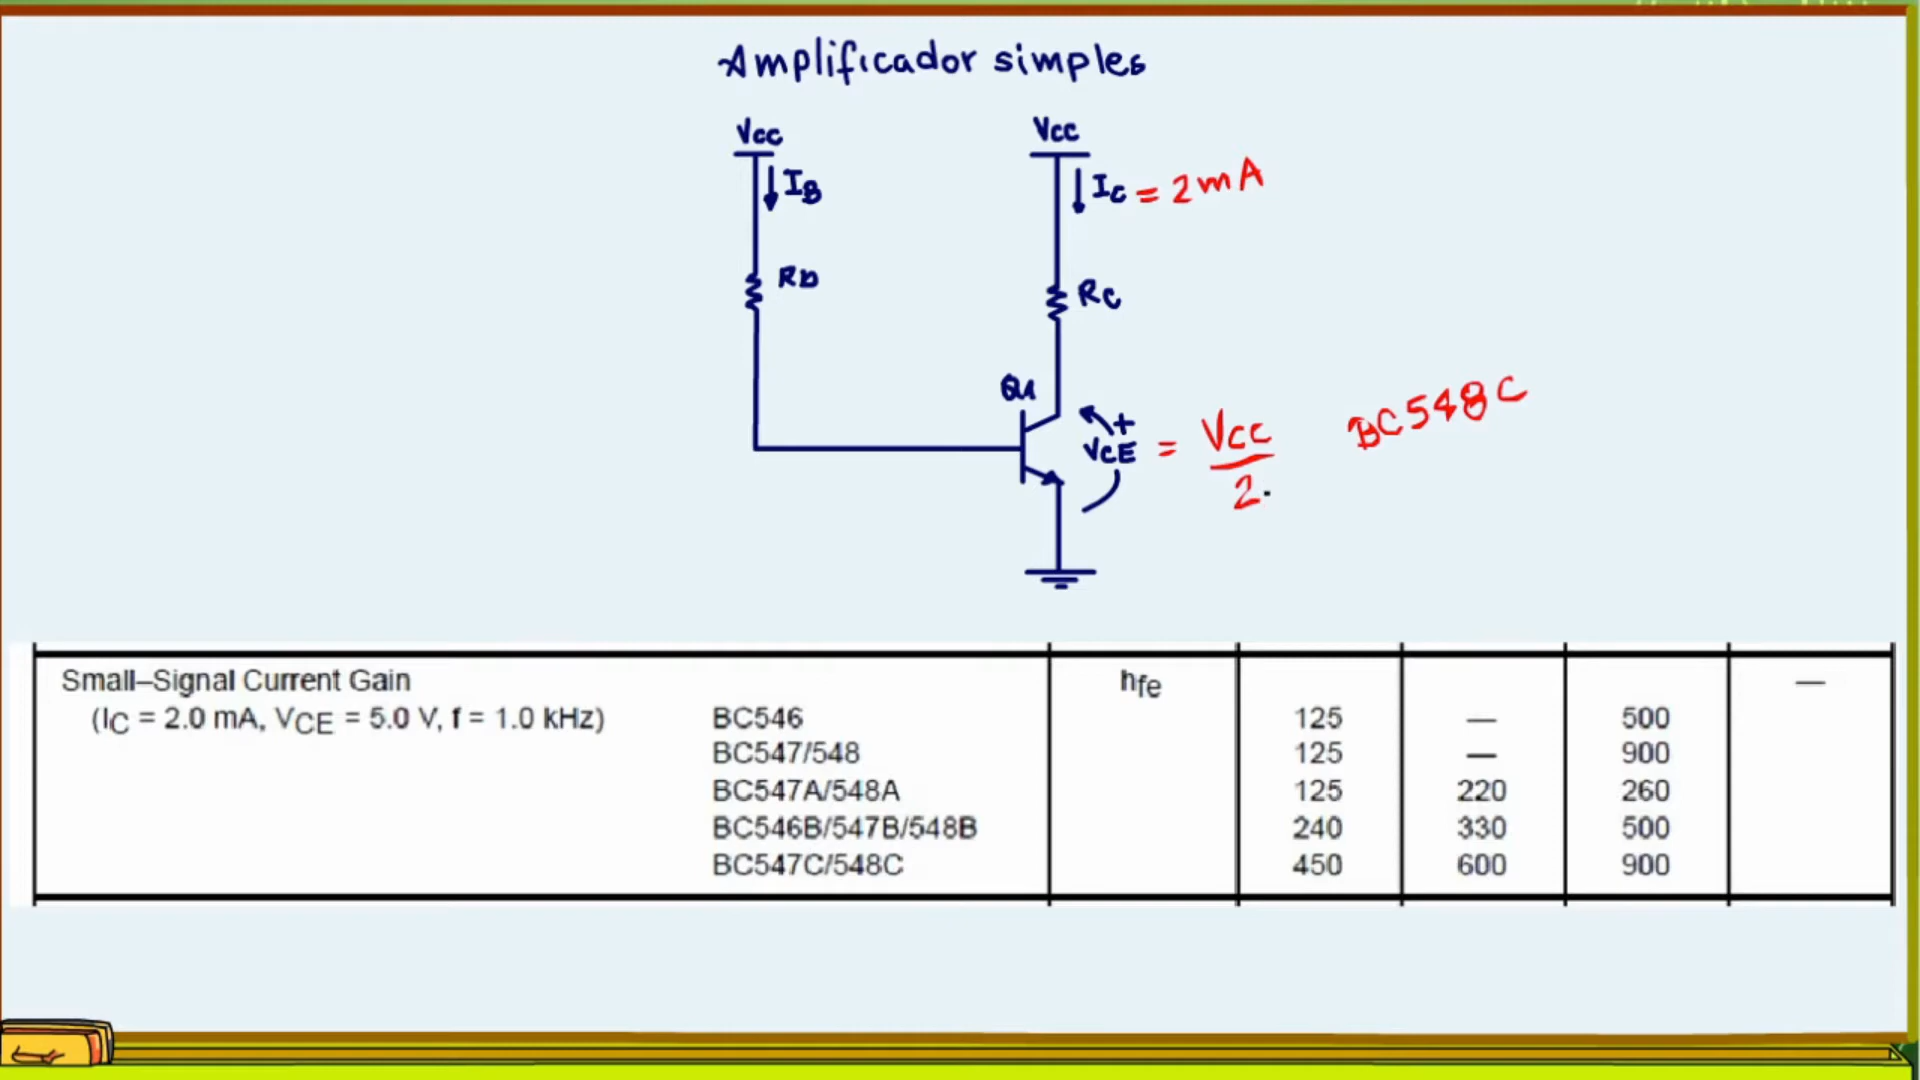 Amplificador simples
Vcc
Vcc
IB
Ic = 2mA
RB
Rc
Q1
+
VCE = Vcc
2
BC548C
Small–Signal Current Gain
hfe
—
(IC = 2.0 mA, VCE = 5.0 V, f = 1.0 kHz)
BC546
125
—
500
BC547/548
125
—
900
BC547A/548A
125
220
260
BC546B/547B/548B
240
330
500
BC547C/548C
450
600
900